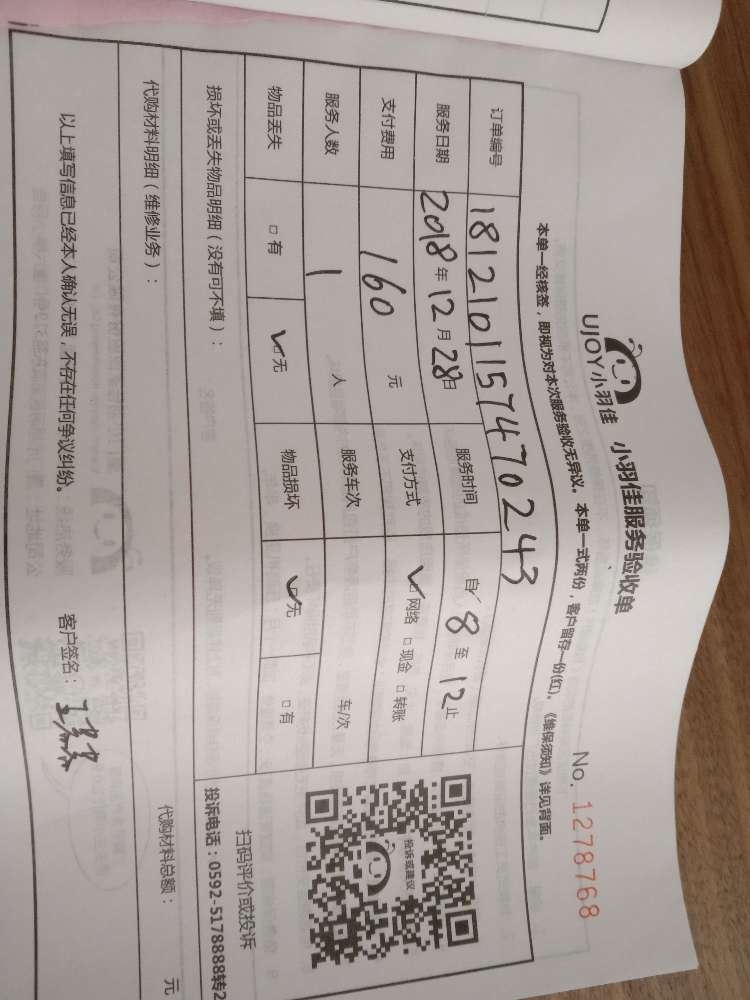 UJOY小羽佳 小羽佳服务验收单
No. 1278768
本单一经核签，即视为对本次服务验收无异议。本单一式两份，客户留存一份(红)。《维保须知》详见背面。
订单编号 181210115747 0243
服务日期 2018年12月28日 服务时间 自 8 至 12 止
支付费用 160 元 支付方式 ☑网络 □现金 □转账
服务人数 1 人 服务车次 车/次
物品丢失 □有 ☑无 物品损坏 ☑无 □有
投诉或建议
扫码评价或投诉
投诉电话：0592-5178888转2
损坏或丢失物品明细（没有可不填）：
代购材料明细（维修业务）： 代购材料总额： 元
以上填写信息已经本人确认无误，不存在任何争议纠纷。 客户签名：